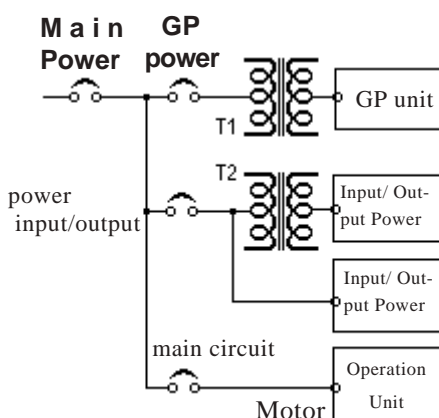 Main
Power
GP
power
T1
GP unit
T2
power
input/output
Input/ Out-
put Power
Input/ Out-
put Power
main circuit
Motor
Operation
Unit